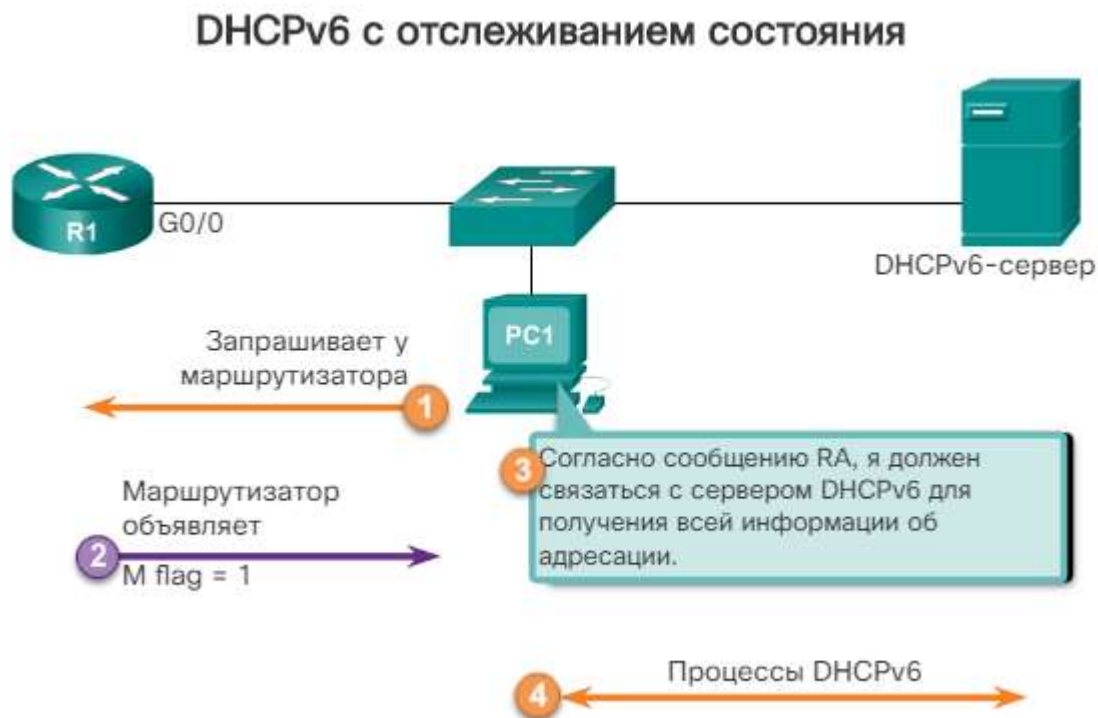 DHCPv6 с отслеживанием состояния
R1
G0/0
DHCPv6-сервер
PC1
Запрашивает у
маршрутизатора
1
3
Согласно сообщению RA, я должен
связаться с сервером DHCPv6 для
получения всей информации об
адресации.
Маршрутизатор
объявляет
2
M flag = 1
Процессы DHCPv6
4